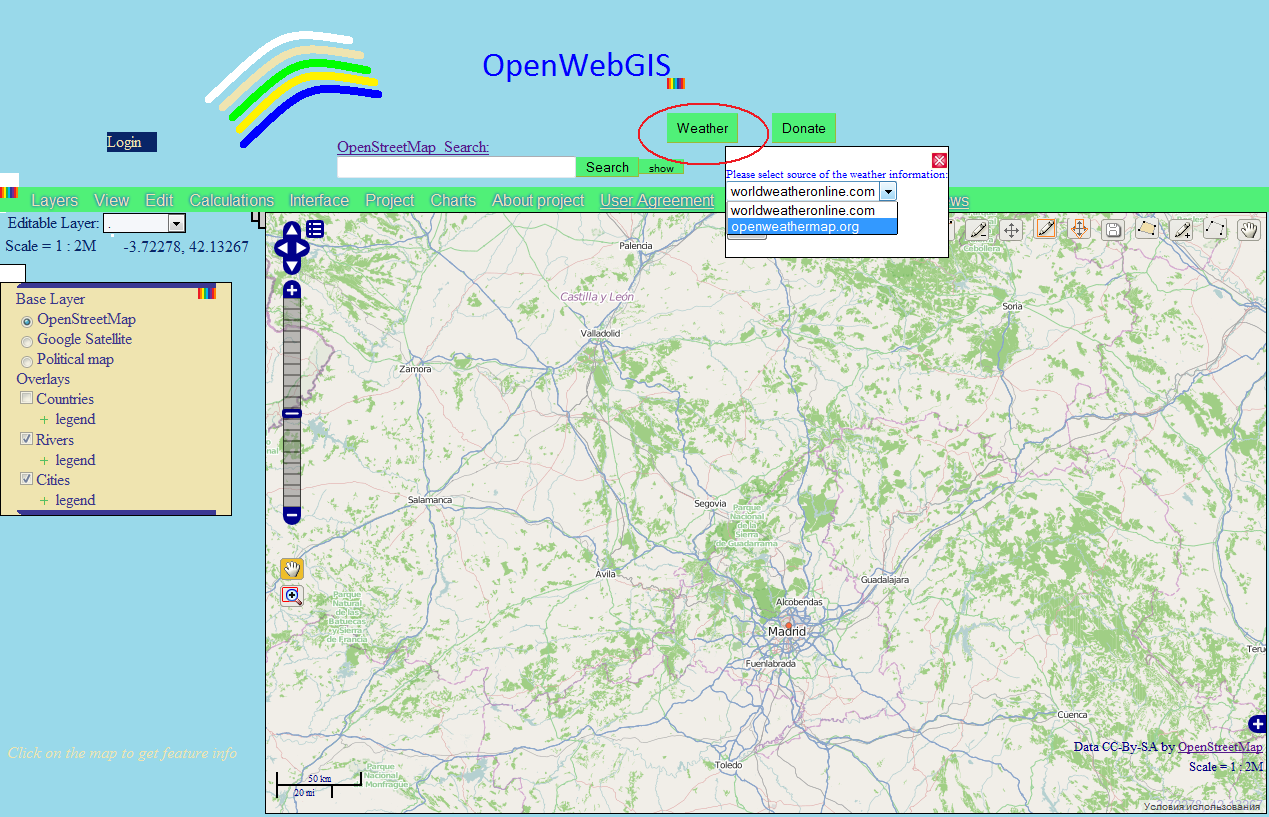 OpenWebGIS
Weather
Donate
Login
OpenStreetMap Search:
Search
show
Please select source of the weather information:
worldweatheronline.com
worldweatheronline.com
openweathermap.org
Layers View Edit Calculations Interface Project Charts About project User Agreement
Editable Layer: .
Scale = 1 : 2M -3.72278, 42.13267
Base Layer
OpenStreetMap
Google Satellite
Political map
Overlays
Countries
+ legend
Rivers
+ legend
Cities
+ legend
Click on the map to get feature info
Palencia
Cebollera
Castilla y León
Soria
Valladolid
Zamora
Salamanca
Segovia
Parque
Nacional
de la
Sierra
de Guadarrama
Ávila
Guadalajara
Parque
Natural
de las
Batuecas
y Sierra
de Francia
Alcobendas
Madrid
Fuenlabrada
Teru
Cuenca
Toledo
Parque
Nacional
Monfragüe
50 km
20 mi
Data CC-By-SA by OpenStreetMap
Scale = 1 : 2M
Условия использования